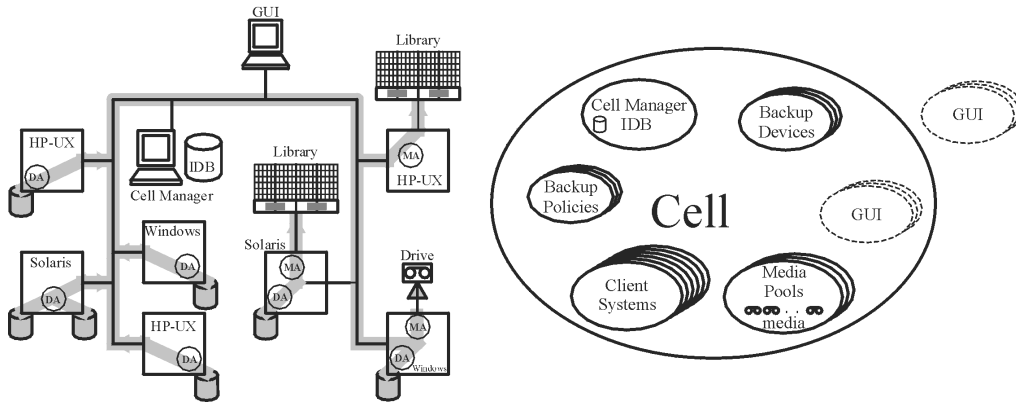 GUI
Library
HP-UX
DA
IDB
Cell Manager
MA
HP-UX
Library
Solaris
DA
Windows
DA
HP-UX
DA
Solaris
MA
DA
Drive
MA
DA
Windows
Cell Manager
IDB
Backup
Devices
GUI
Backup
Policies
Cell
GUI
Client
Systems
Media
Pools
media